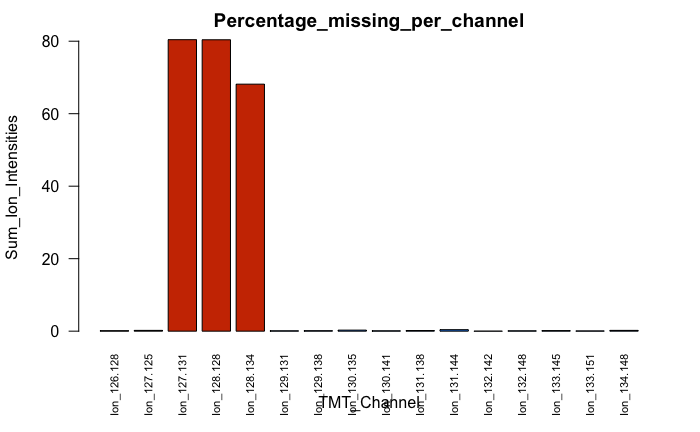 Percentage_missing_per_channel
Sum_Ion_Intensities
80
60
40
20
0
Ion_126.128
Ion_127.125
Ion_127.131
Ion_128.128
Ion_128.134
Ion_129.131
Ion_129.138
Ion_130.135
Ion_130.141
Ion_131.138
Ion_131.144
Ion_132.142
Ion_132.148
Ion_133.145
Ion_133.151
Ion_134.148
TMT_Channel